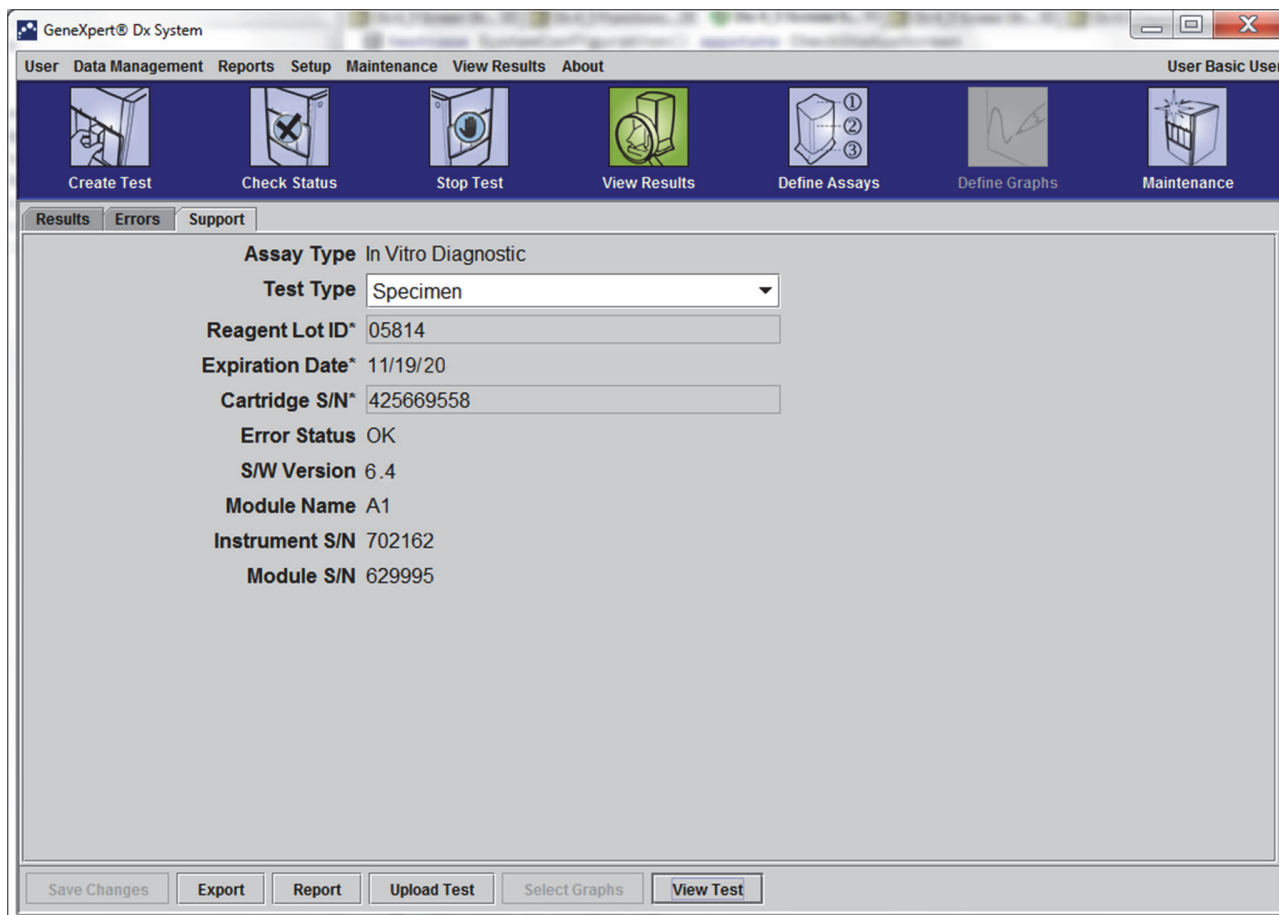 GeneXpert® Dx System
User Data Management Reports Setup Maintenance View Results About User Basic User
1
2
3
Create Test Check Status Stop Test View Results Define Assays Define Graphs Maintenance
Results Errors Support
Assay Type In Vitro Diagnostic
Test Type Specimen
Reagent Lot ID* 05814
Expiration Date* 11/19/20
Cartridge S/N* 425669558
Error Status OK
S/W Version 6.4
Module Name A1
Instrument S/N 702162
Module S/N 629995
Save Changes Export Report Upload Test Select Graphs View Test